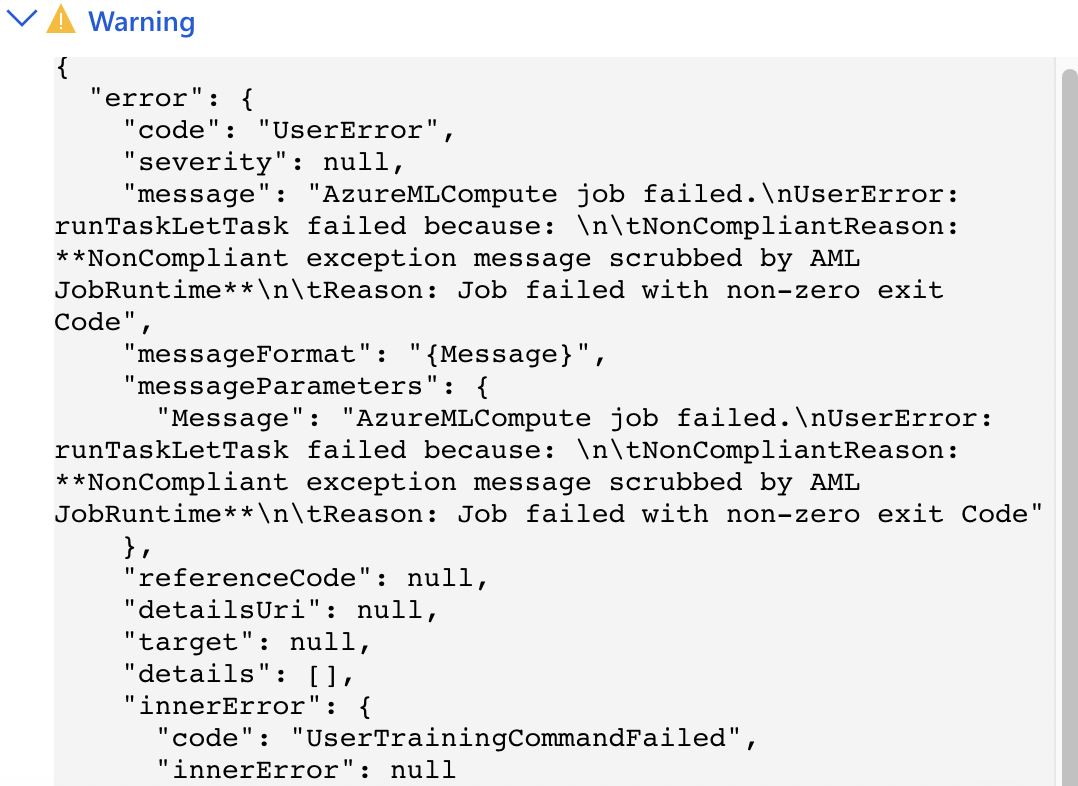 Warning
{
  "error": {
    "code": "UserError",
    "severity": null,
    "message": "AzureMLCompute job failed.\nUserError:
runTaskLetTask failed because: \n\tNonCompliantReason:
**NonCompliant exception message scrubbed by AML
JobRuntime**\n\tReason: Job failed with non-zero exit
Code",
    "messageFormat": "{Message}",
    "messageParameters": {
      "Message": "AzureMLCompute job failed.\nUserError:
runTaskLetTask failed because: \n\tNonCompliantReason:
**NonCompliant exception message scrubbed by AML
JobRuntime**\n\tReason: Job failed with non-zero exit Code"
    },
    "referenceCode": null,
    "detailsUri": null,
    "target": null,
    "details": [],
    "innerError": {
      "code": "UserTrainingCommandFailed",
      "innerError": null